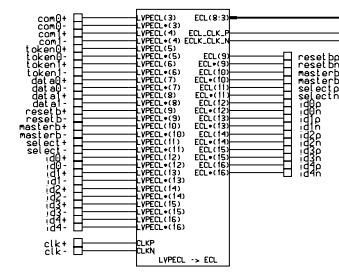 com0+ LVPECL(3) ECL(8:3)
com0- LVPECL*(3)
com1+ LVPECL(4) ECL_CLK_P
com1- LVPECL*(4) ECLK_CLK_N
token0+ LVPECL(5)
token0- LVPECL*(5) ECL(9) resetbp
token1+ LVPECL(6) ECL*(9) resetbn
token1- LVPECL*(6) ECL(10) masterb
data0+ LVPECL(7) ECL*(10) masterb
data0- LVPECL*(7) ECL(11) selectp
data1+ LVPECL(8) ECL*(11) selectn
data1- LVPECL*(8) ECL(12) id0p
resetb+ LVPECL(9) ECL*(12) id0n
resetb- LVPECL*(9) ECL(13) id1p
masterb+ LVPECL(10) ECL*(13) id1n
masterb- LVPECL*(10) ECL(14) id2p
select+ LVPECL(11) ECL*(14) id2n
select- LVPECL*(11) ECL(15) id3p
id0+ LVPECL(12) ECL*(15) id3n
id0- LVPECL*(12) ECL(16) id4p
id1+ LVPECL(13) ECL*(16) id4n
id1- LVPECL*(13)
id2+ LVPECL(14)
id2- LVPECL*(14)
id3+ LVPECL(15)
id3- LVPECL*(15)
id4+ LVPECL(16)
id4- LVPECL*(16)
clk+ CLKP
clk- CLKN
LVPECL -> ECL